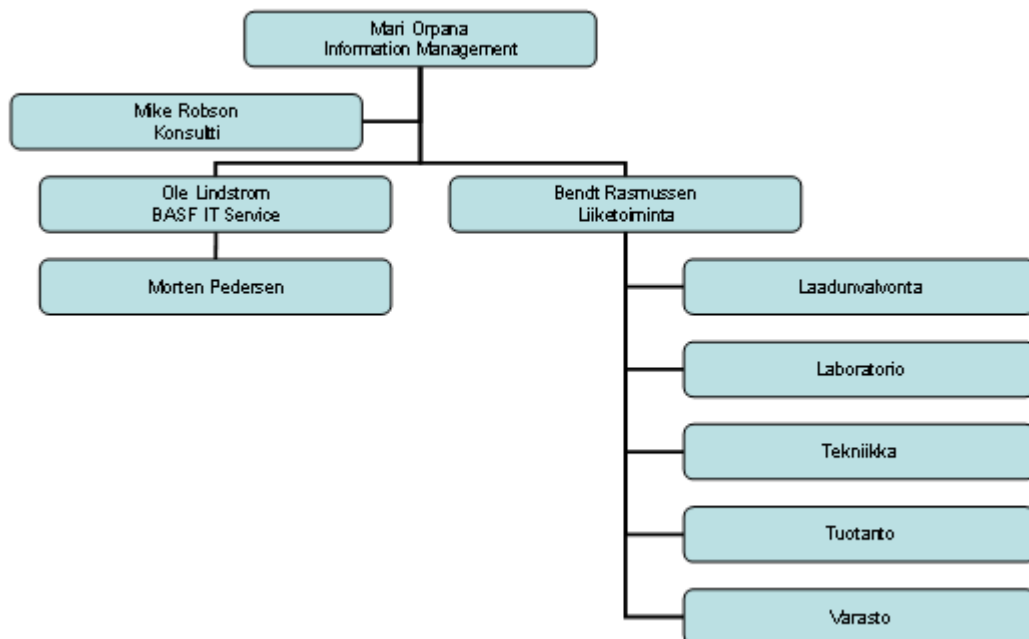 Mari Orpana
Information Management
Mike Robson
Konsultti
Ole Lindstrom
BASF IT Service
Bendt Rasmussen
Liiketoiminta
Morten Pedersen
Laadunvalvonta
Laboratorio
Tekniikka
Tuotanto
Varasto